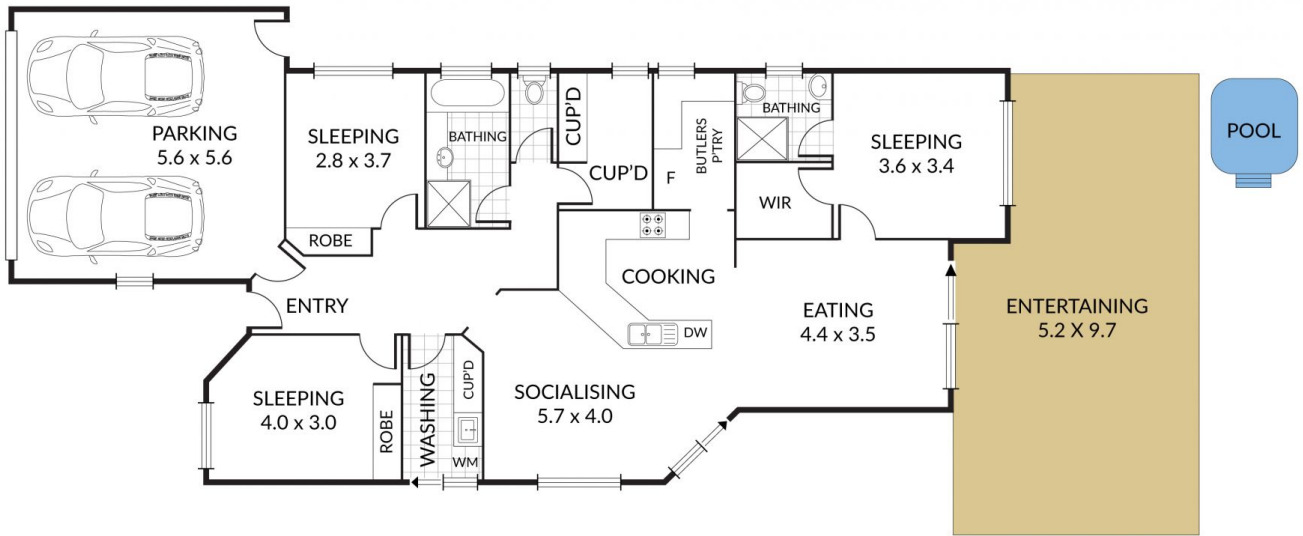 PARKING
5.6 x 5.6
SLEEPING
2.8 x 3.7
ROBE
BATHING
CUP'D
CUP'D
BUTLERS
P'TRY
F
BATHING
WIR
SLEEPING
3.6 x 3.4
POOL
ENTRY
COOKING
DW
EATING
4.4 x 3.5
ENTERTAINING
5.2 X 9.7
SLEEPING
4.0 x 3.0
ROBE
WASHING
CUP'D
WM
SOCIALISING
5.7 x 4.0